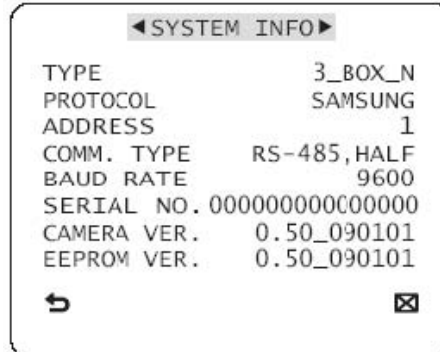 ◄SYSTEM INFO►
TYPE 3_BOX_N
PROTOCOL SAMSUNG
ADDRESS 1
COMM. TYPE RS-485,HALF
BAUD RATE 9600
SERIAL NO. 000000000000000
CAMERA VER. 0.50_090101
EEPROM VER. 0.50_090101